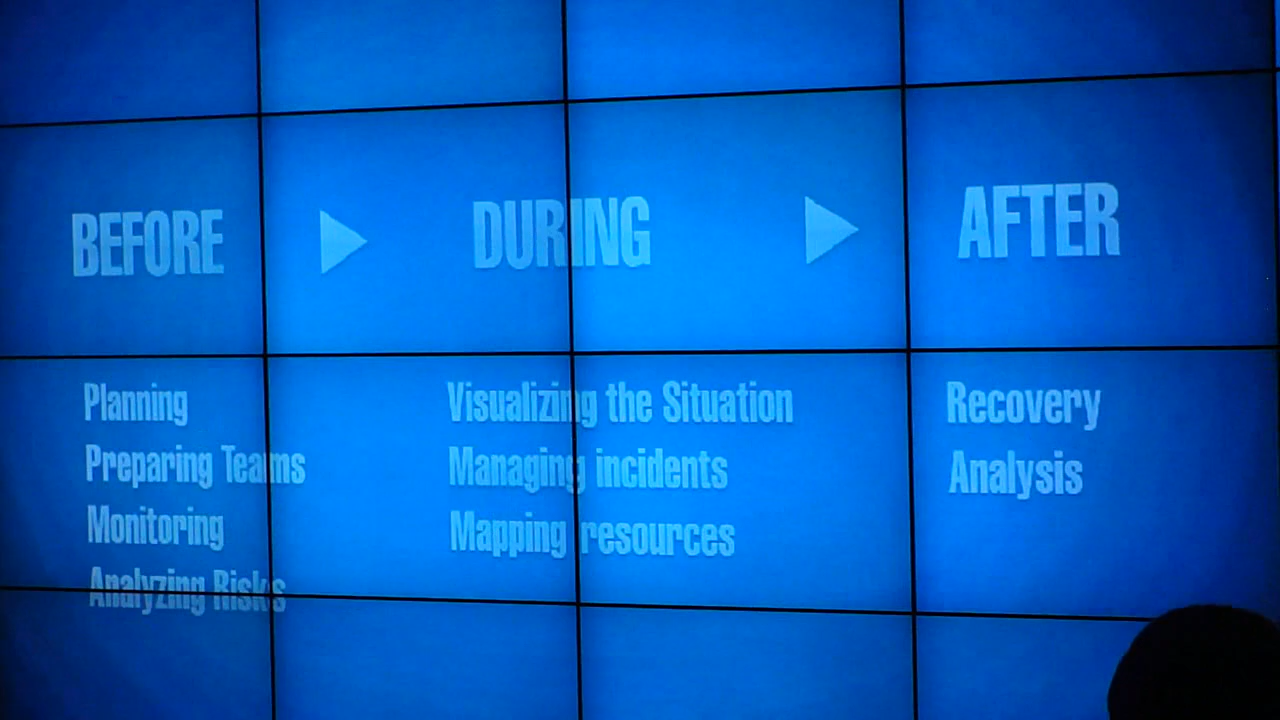 BEFORE
DURING
AFTER
Planning
Preparing Teams
Monitoring
Analyzing Risks
Visualizing the Situation
Managing incidents
Mapping resources
Recovery
Analysis